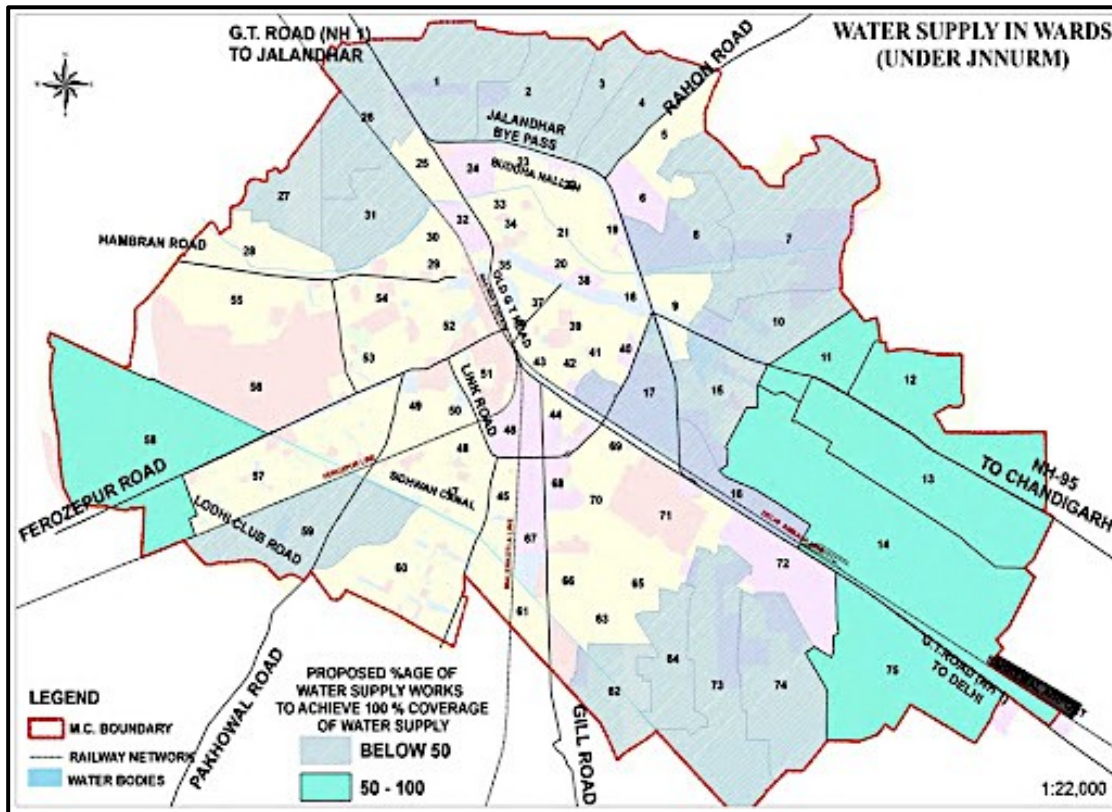 G.T. ROAD (NH 1)
TO JALANDHAR
WATER SUPPLY IN WARDS
(UNDER JNNURM)
RAHON ROAD
1
2
3
4
JALANDHAR
BYE PASS
5
26
25
24
23
BUDDHA NALLAH
6
27
31
32
33
34
21
19
8
7
HAMBRAN ROAD
28
30
29
35
20
38
18
9
10
55
54
52
OLD G.T ROAD
37
39
41
40
11
12
53
43
42
56
51
LINK ROAD
17
15
58
49
50
48
44
69
NH-95
TO CHANDIGARH
13
FEROZEPUR ROAD
57
48
SIDHWAN CANAL
45
68
70
71
16
14
LODHI CLUB ROAD
59
67
72
60
66
65
61
63
64
62
73
74
75
G.T.ROAD (NH 1)
TO DELHI
PAKHOWAL ROAD
GILL ROAD
LEGEND
M.C. BOUNDARY
RAILWAY NETWORK
WATER BODIES
PROPOSED %AGE OF
WATER SUPPLY WORKS
TO ACHIEVE 100 % COVERAGE
OF WATER SUPPLY
BELOW 50
50 - 100
1:22,000